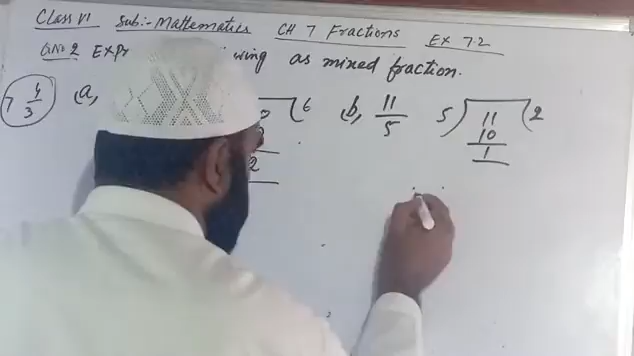 Class VI Sub:- Mathematics CH 7 Fractions EX 7.2
QNO 2 EXPr wing as mixed fraction.
7 4/3 a, 6 b, 11/5 5 ) 11 ( 2
2 10
1